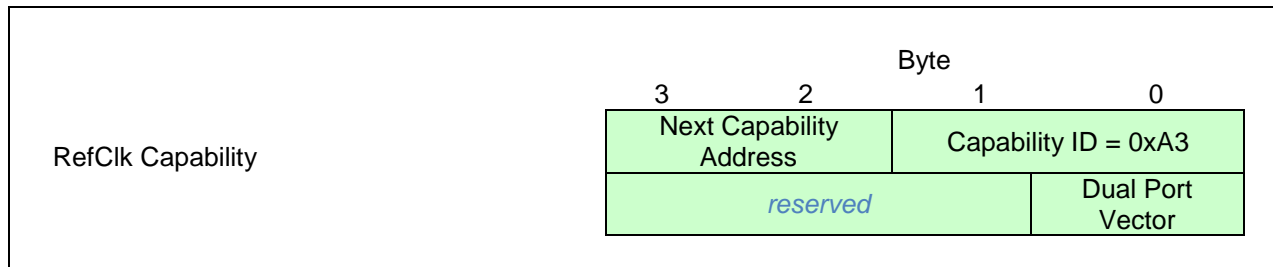 Byte
3 2 1 0
RefClk Capability
Next Capability
Address
Capability ID = 0xA3
reserved
Dual Port
Vector